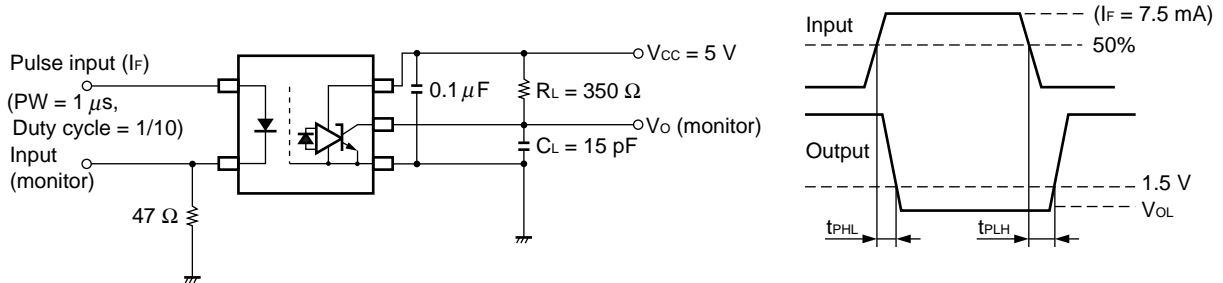 Pulse input (IF)
(PW = 1 μs,
Duty cycle = 1/10)
Input
(monitor)
47 Ω
VCC = 5 V
0.1 μF
RL = 350 Ω
VO (monitor)
CL = 15 pF
Input
(IF = 7.5 mA)
50%
Output
1.5 V
VOL
tPHL
tPLH